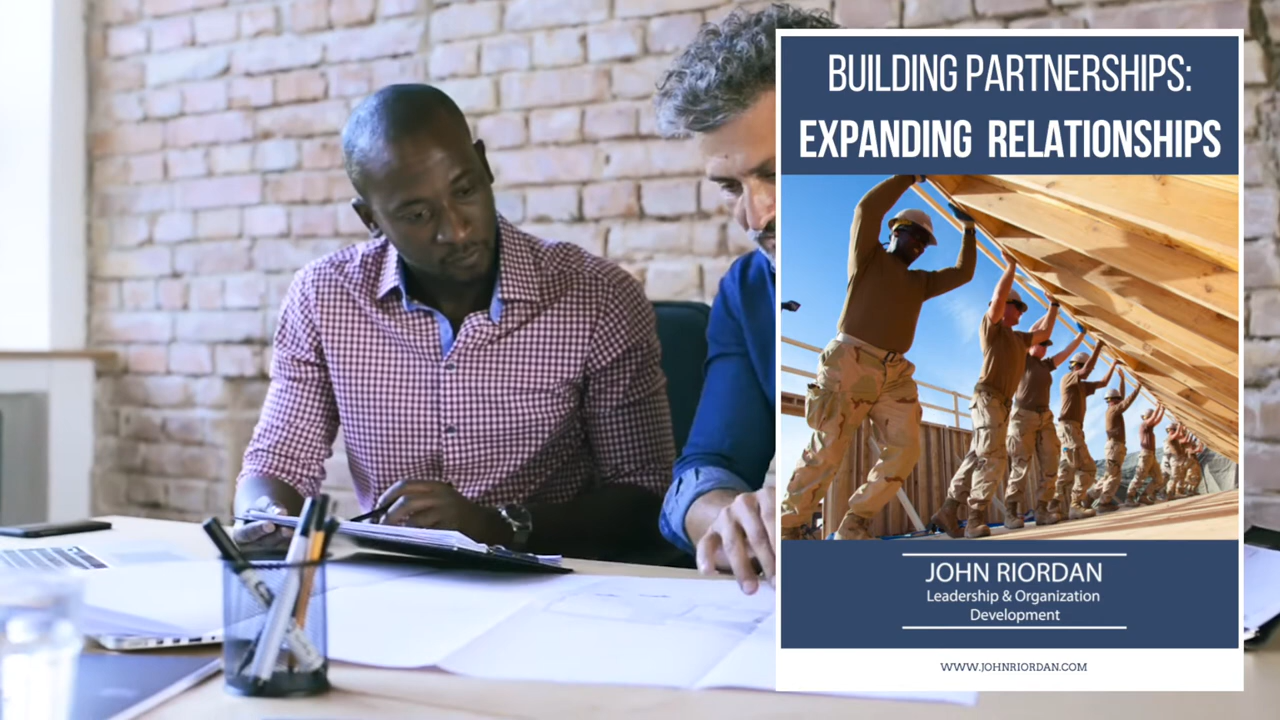 BUILDING PARTNERSHIPS:
EXPANDING RELATIONSHIPS
JOHN RIORDAN
Leadership & Organization
Development
WWW.JOHNRIORDAN.COM